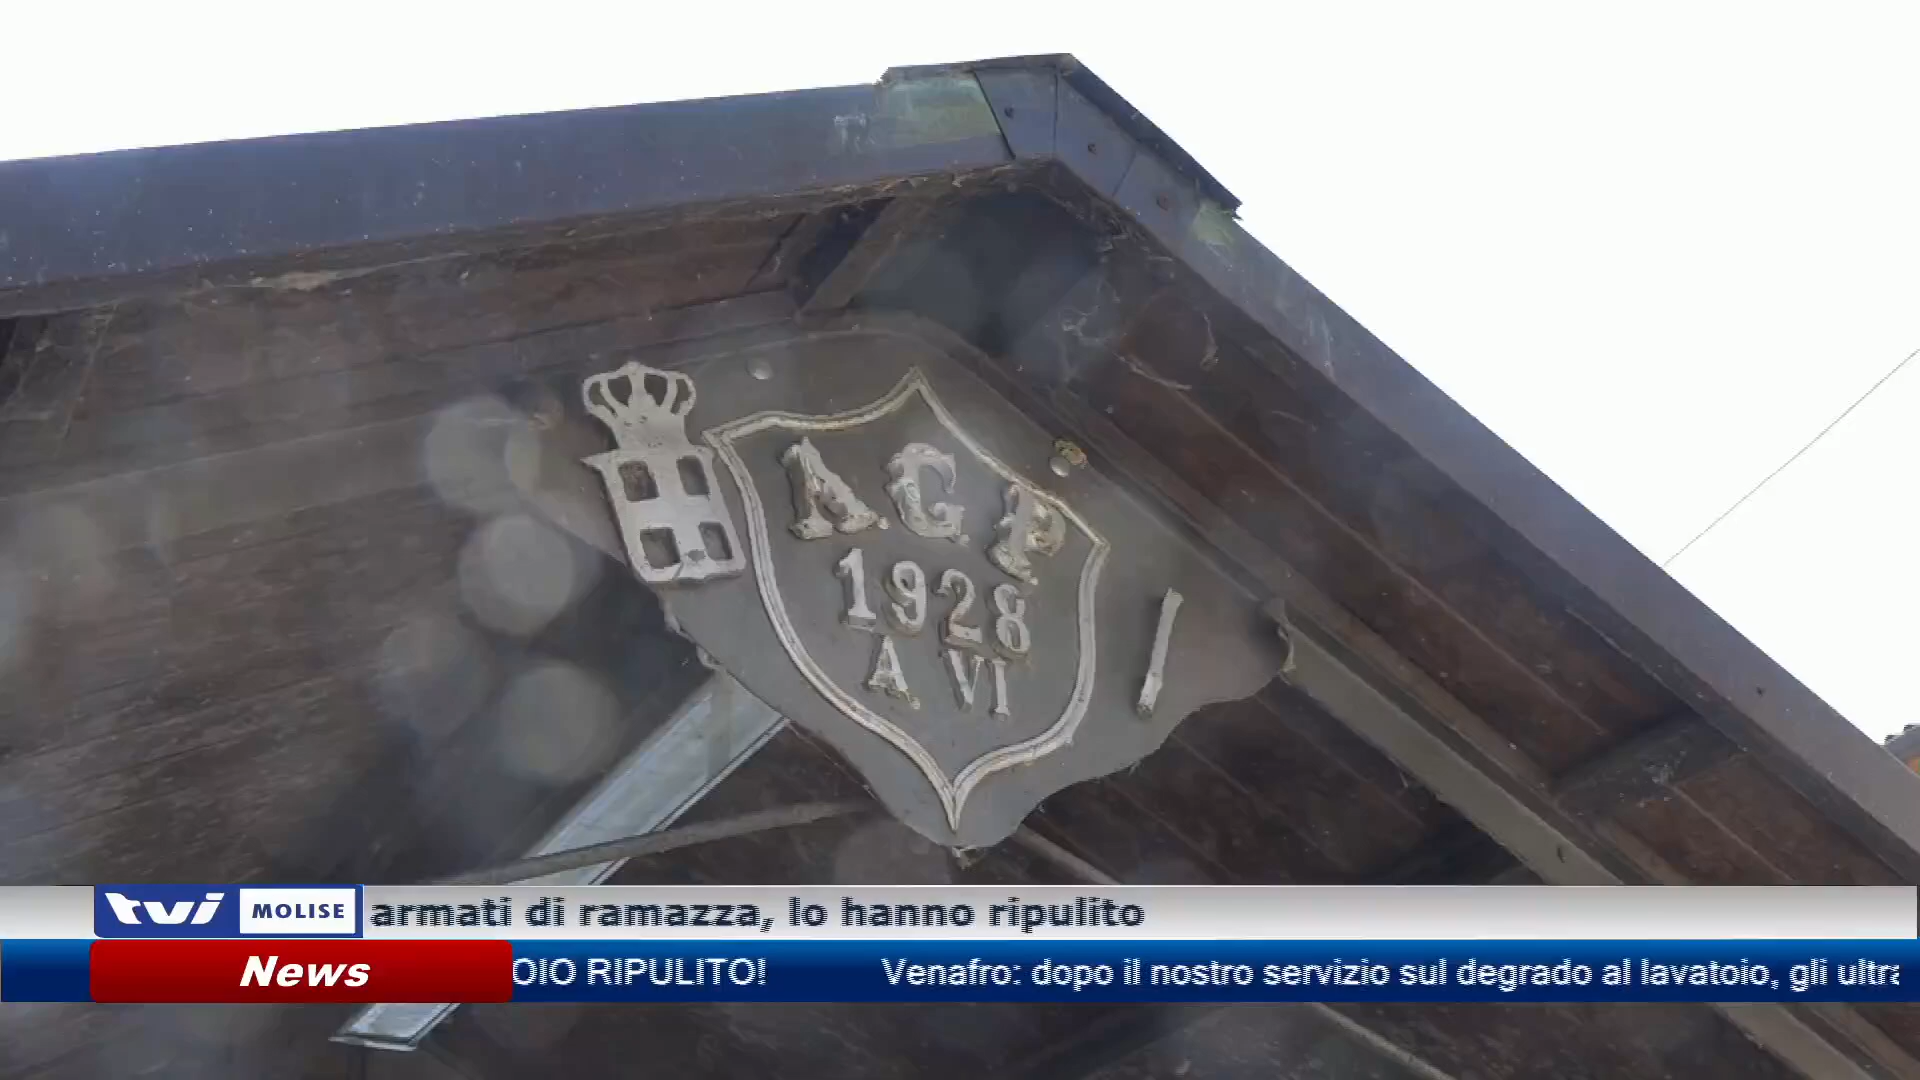 A.G.P.
1928
A VI
tvi MOLISE armati di ramazza, lo hanno ripulito
News OIO RIPULITO! Venafro: dopo il nostro servizio sul degrado al lavatoio, gli ultra